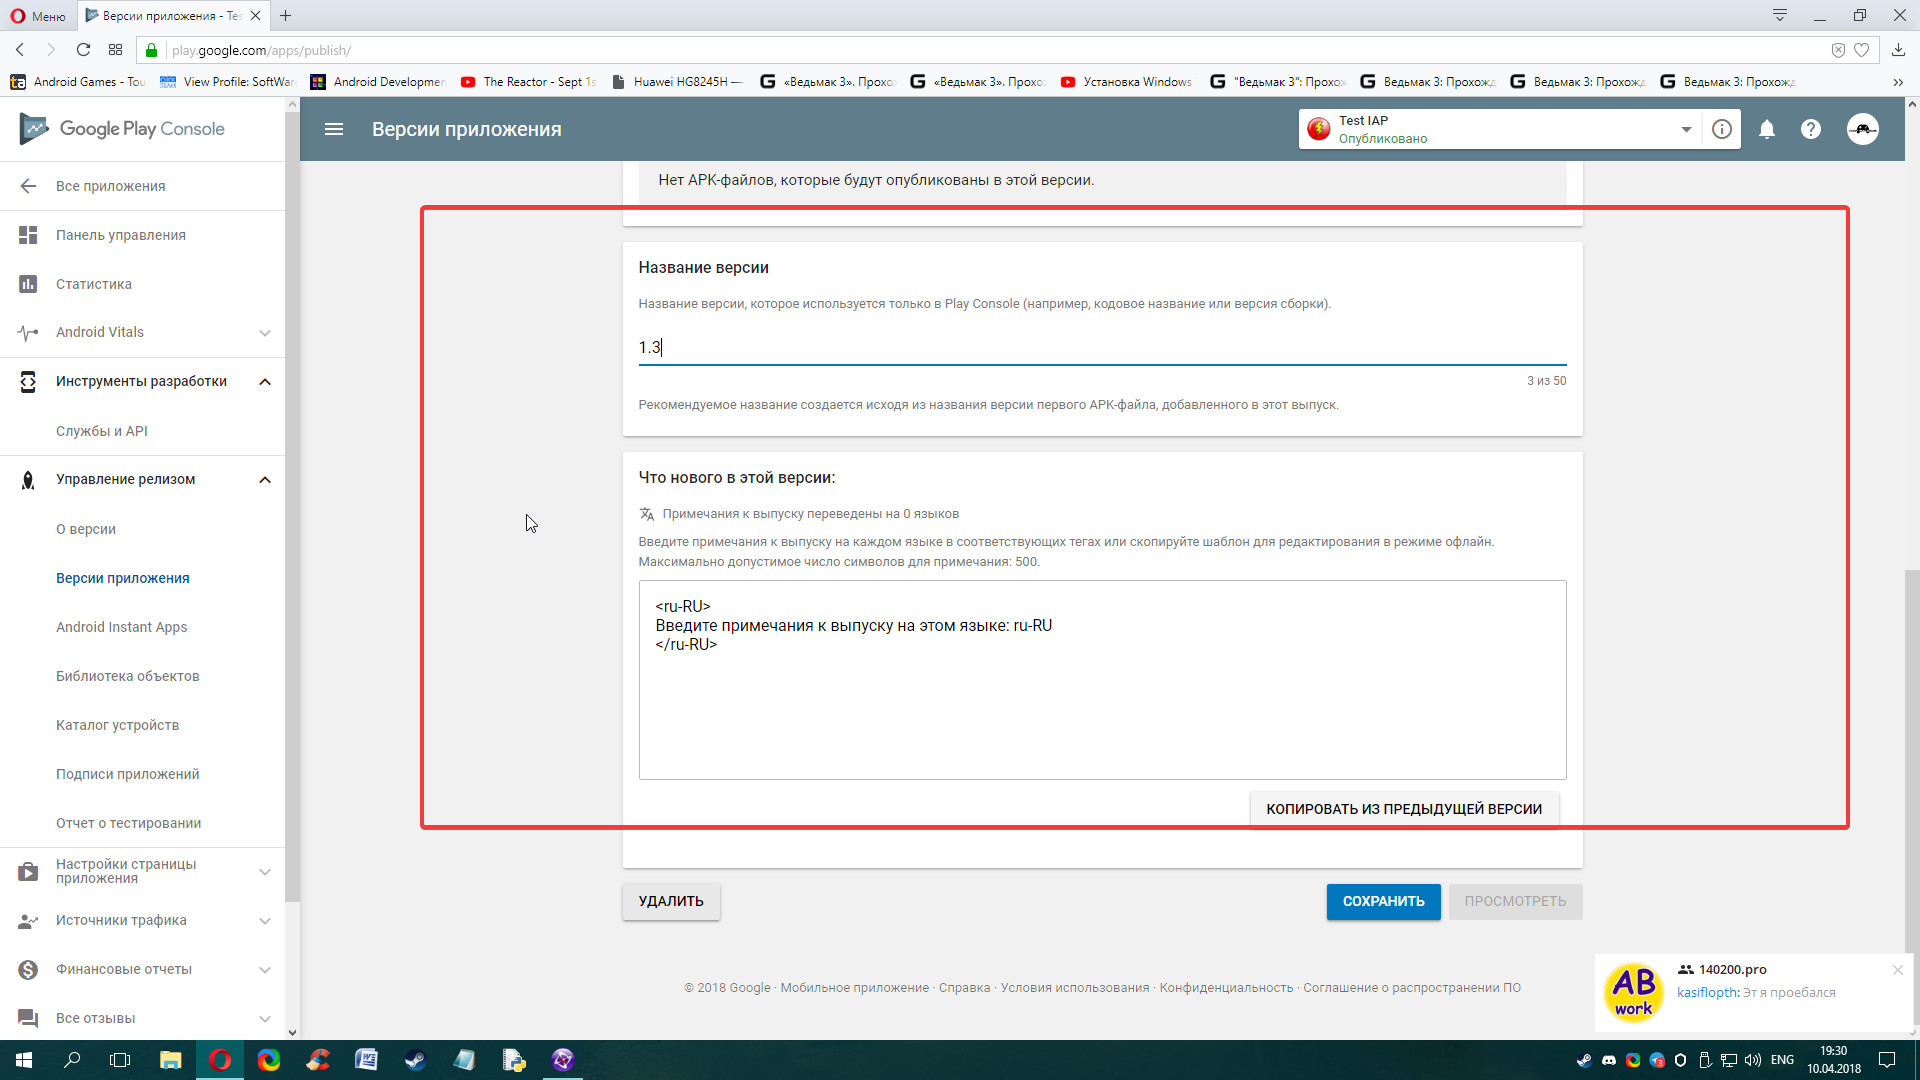 Меню
Версии приложения - Tes
play.google.com/apps/publish/
Android Games - Tou
View Profile: SoftWar
Android Developmen
The Reactor - Sept 1s
Huawei HG8245H —
«Ведьмак 3». Прохо
«Ведьмак 3». Прохо
Установка Windows
"Ведьмак 3": Прохо
Ведьмак 3: Прохожд
Ведьмак 3: Прохожд
Ведьмак 3: Прохожд
Google Play Console
Версии приложения
Test IAP
Опубликовано
Все приложения
Панель управления
Статистика
Android Vitals
Инструменты разработки
Службы и API
Управление релизом
О версии
Версии приложения
Android Instant Apps
Библиотека объектов
Каталог устройств
Подписи приложений
Отчет о тестировании
Настройки страницы
приложения
Источники трафика
Финансовые отчеты
Все отзывы
Нет APK-файлов, которые будут опубликованы в этой версии.
Название версии
Название версии, которое используется только в Play Console (например, кодовое название или версия сборки).
1.3
3 из 50
Рекомендуемое название создается исходя из названия версии первого APK-файла, добавленного в этот выпуск.
Что нового в этой версии:
Примечания к выпуску переведены на 0 языков
Введите примечания к выпуску на каждом языке в соответствующих тегах или скопируйте шаблон для редактирования в режиме офлайн.
Максимально допустимое число символов для примечания: 500.
<ru-RU>
Введите примечания к выпуску на этом языке: ru-RU
</ru-RU>
КОПИРОВАТЬ ИЗ ПРЕДЫДУЩЕЙ ВЕРСИИ
УДАЛИТЬ
СОХРАНИТЬ
ПРОСМОТРЕТЬ
© 2018 Google · Мобильное приложение · Справка · Условия использования · Конфиденциальность · Соглашение о распространении ПО
AB
work
140200.pro
kasiflopth: Эт я проебался
ENG
19:30
10.04.2018